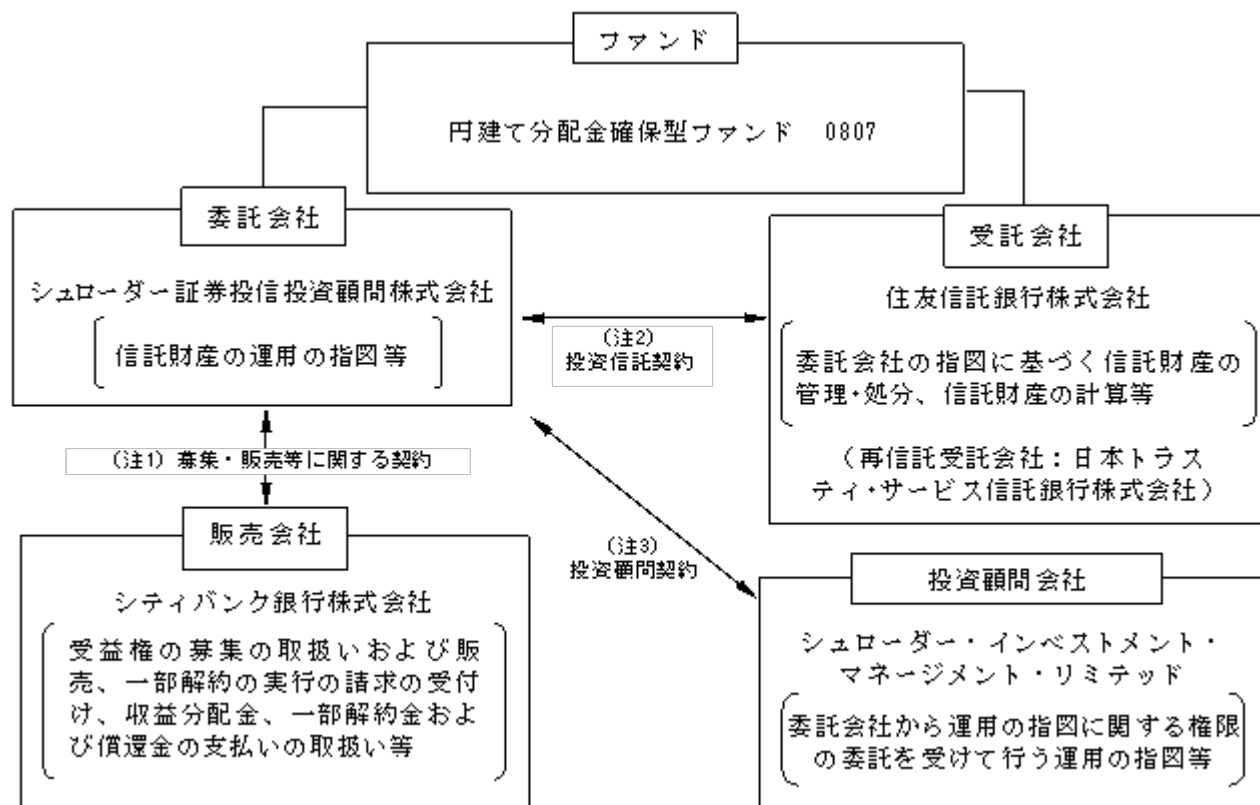 ファンド
円建て分配金確保型ファンド 0807
委託会社
シュローダー証券投信投資顧問株式会社
信託財産の運用の指図等
受託会社
住友信託銀行株式会社
委託会社の指図に基づく信託財産の
管理・処分、信託財産の計算等
（再信託受託会社：日本トラス
ティ・サービス信託銀行株式会社）
（注2）
投資信託契約
（注1）募集・販売等に関する契約
（注3）
投資顧問契約
販売会社
シティバンク銀行株式会社
受益権の募集の取扱いおよび販
売、一部解約の実行の請求の受付
け、収益分配金、一部解約金およ
び償還金の支払いの取扱い等
投資顧問会社
シュローダー・インベストメント・
マネージメント・リミテッド
委託会社から運用の指図に関する権限
の委託を受けて行う運用の指図等